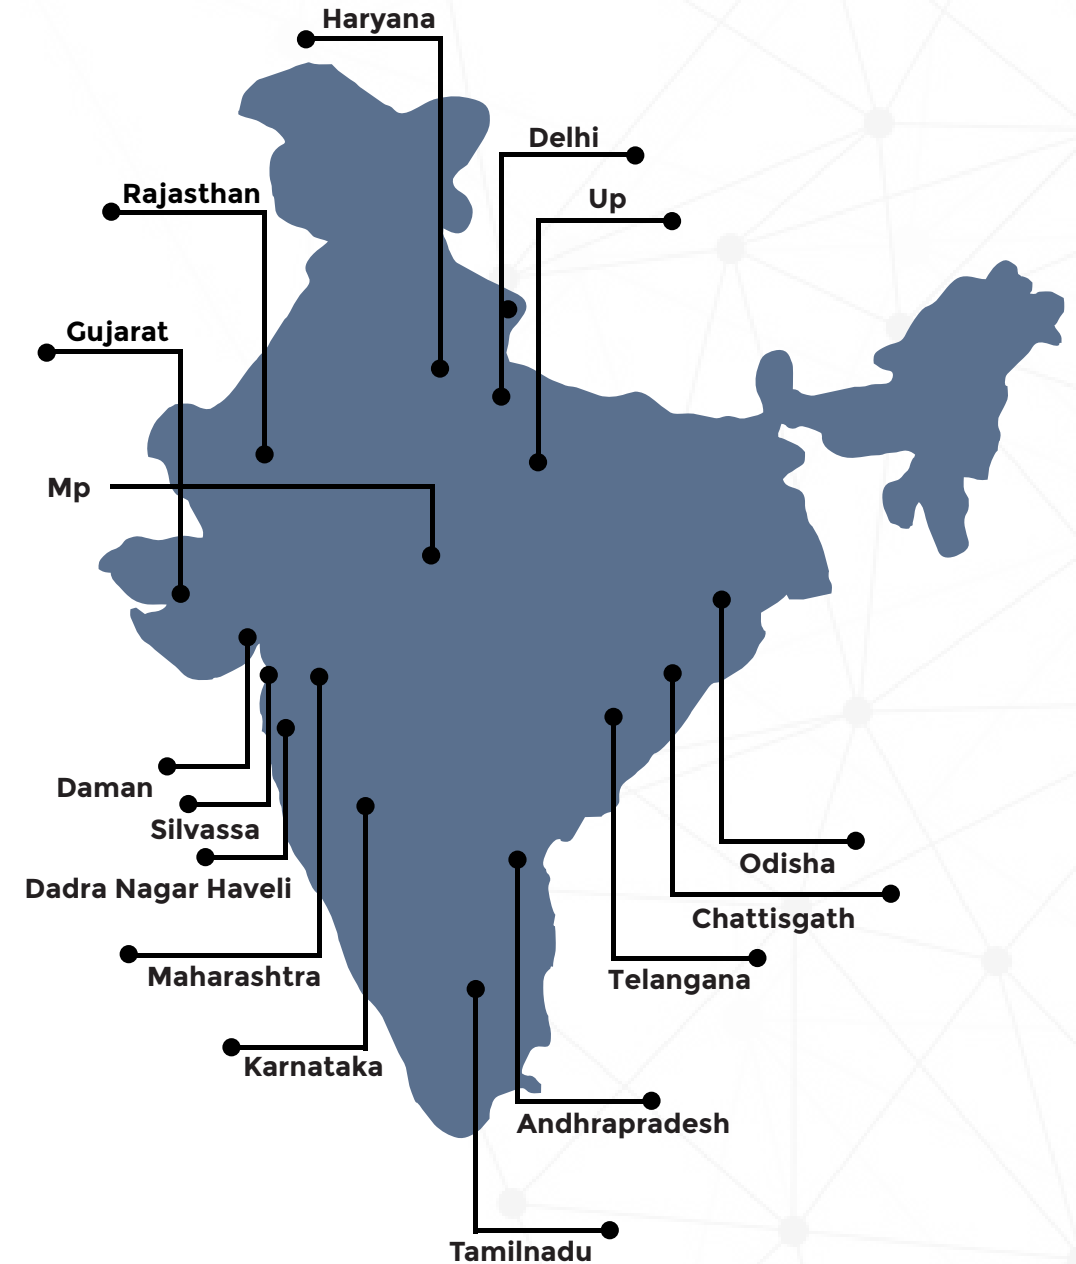 Haryana
Delhi
Rajasthan
Up
Gujarat
Mp
Daman
Silvassa
Dadra Nagar Haveli
Odisha
Chattisgath
Maharashtra
Telangana
Karnataka
Andhrapradesh
Tamilnadu